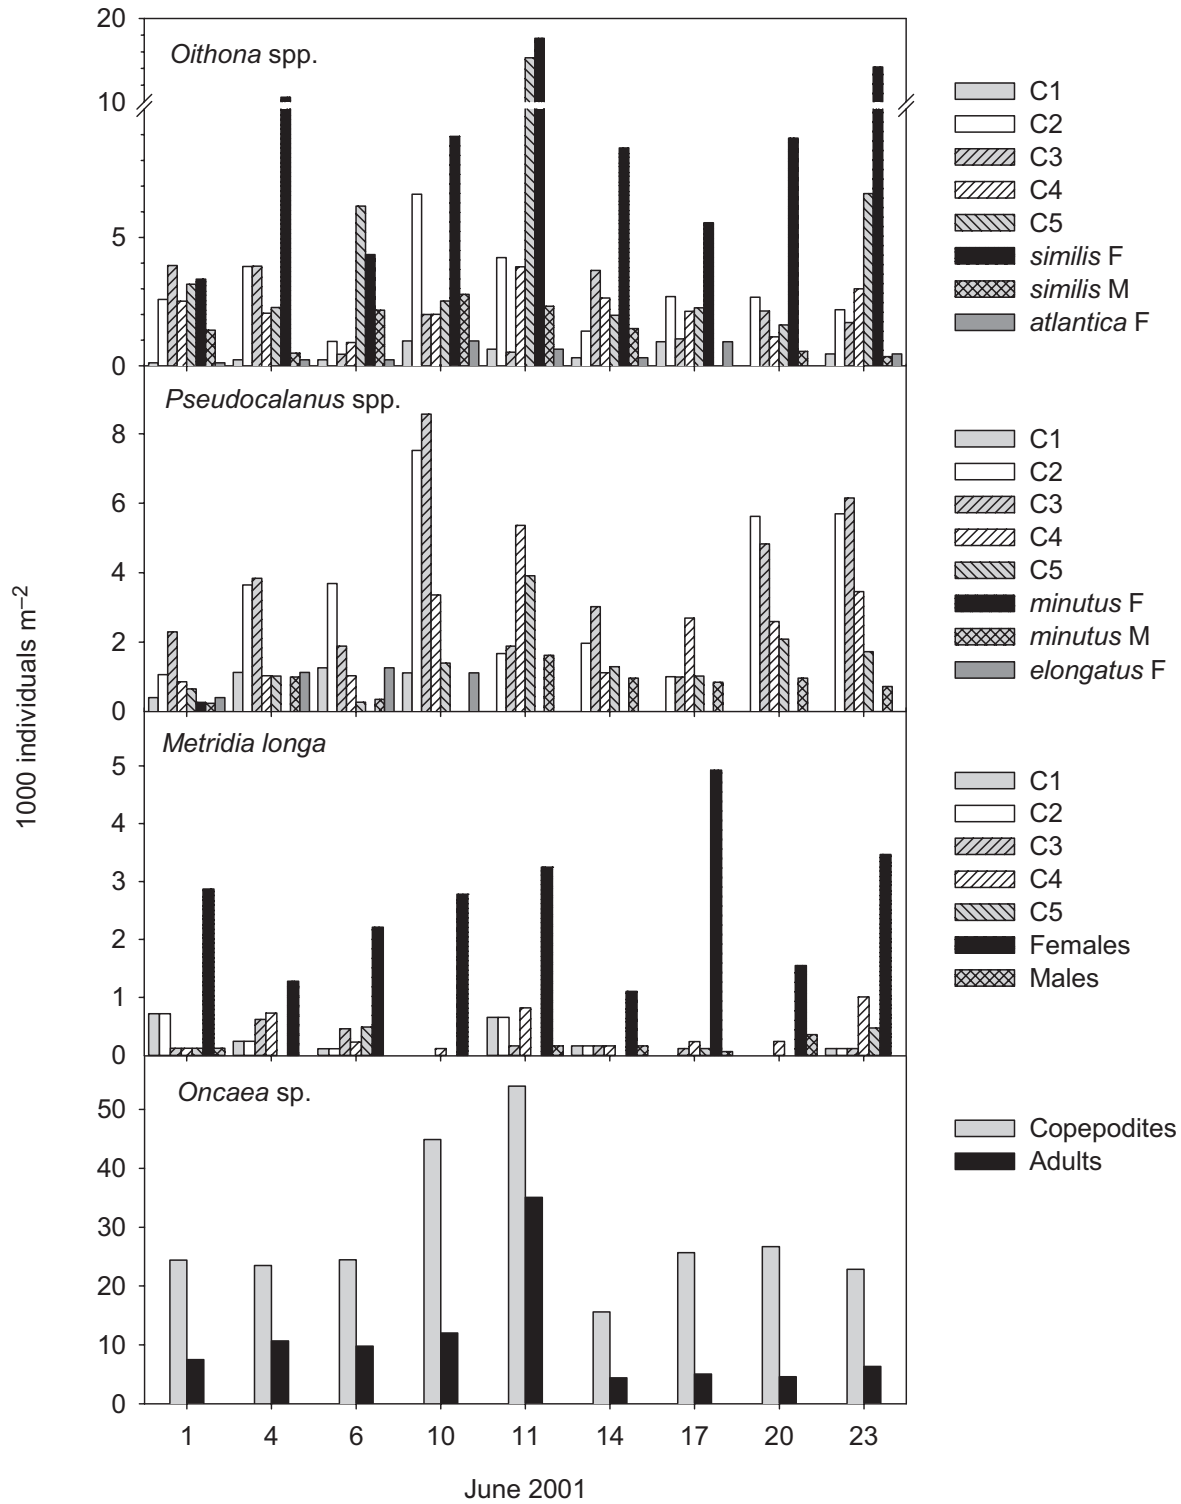 20
10
5
0
Oithona spp.
C1
C2
C3
C4
C5
similis F
similis M
atlantica F
8
6
4
2
0
Pseudocalanus spp.
C1
C2
C3
C4
C5
minutus F
minutus M
elongatus F
5
4
3
2
1
0
Metridia longa
C1
C2
C3
C4
C5
Females
Males
50
40
30
20
10
0
Oncaea sp.
Copepodites
Adults
1000 individuals m−2
1 4 6 10 11 14 17 20 23
June 2001